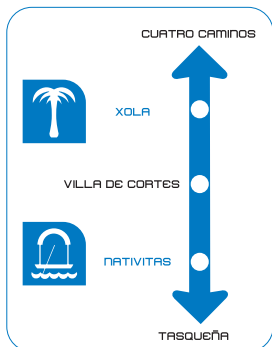 CUATRO CAMINOS
XOLA
VILLA DE CORTES
NATIVITAS
TASQUEÑA